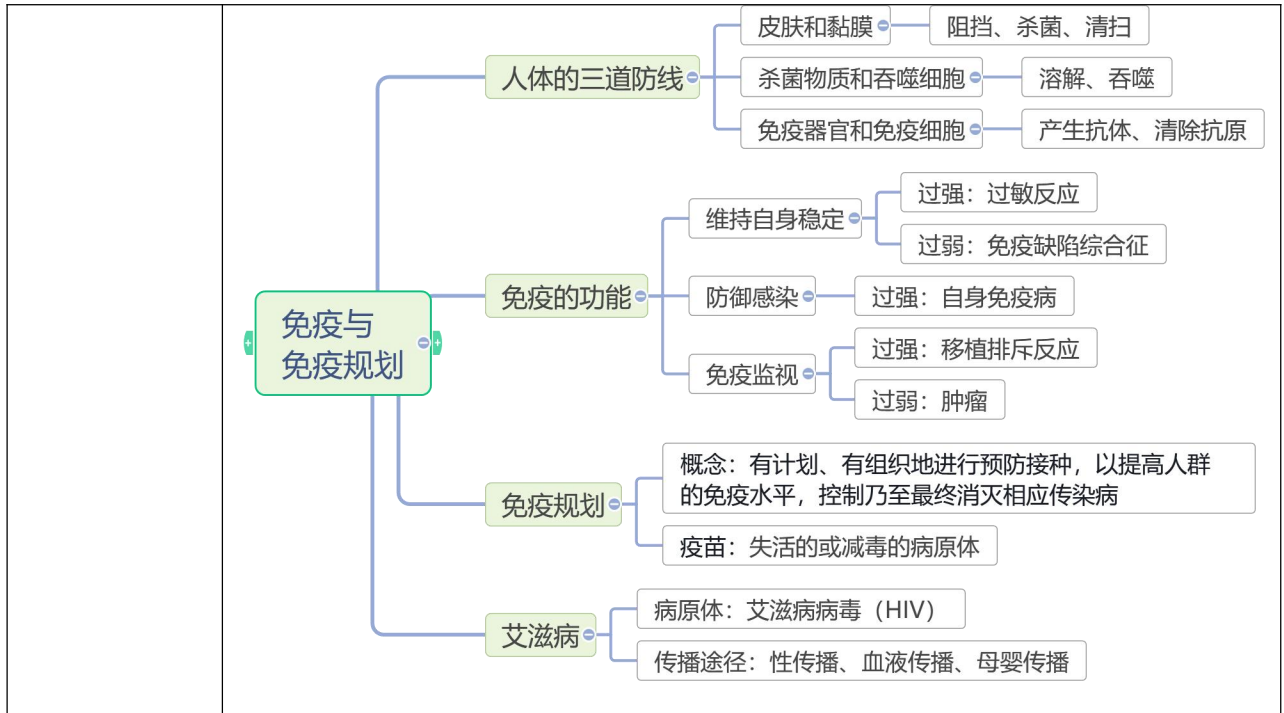 免疫与
免疫规划
人体的三道防线
皮肤和黏膜
阻挡、杀菌、清扫
杀菌物质和吞噬细胞
溶解、吞噬
免疫器官和免疫细胞
产生抗体、清除抗原
免疫的功能
维持自身稳定
过强：过敏反应
过弱：免疫缺陷综合征
防御感染
过强：自身免疫病
免疫监视
过强：移植排斥反应
过弱：肿瘤
免疫规划
概念：有计划、有组织地进行预防接种，以提高人群
的免疫水平，控制乃至最终消灭相应传染病
疫苗：失活的或减毒的病原体
艾滋病
病原体：艾滋病病毒（HIV）
传播途径：性传播、血液传播、母婴传播